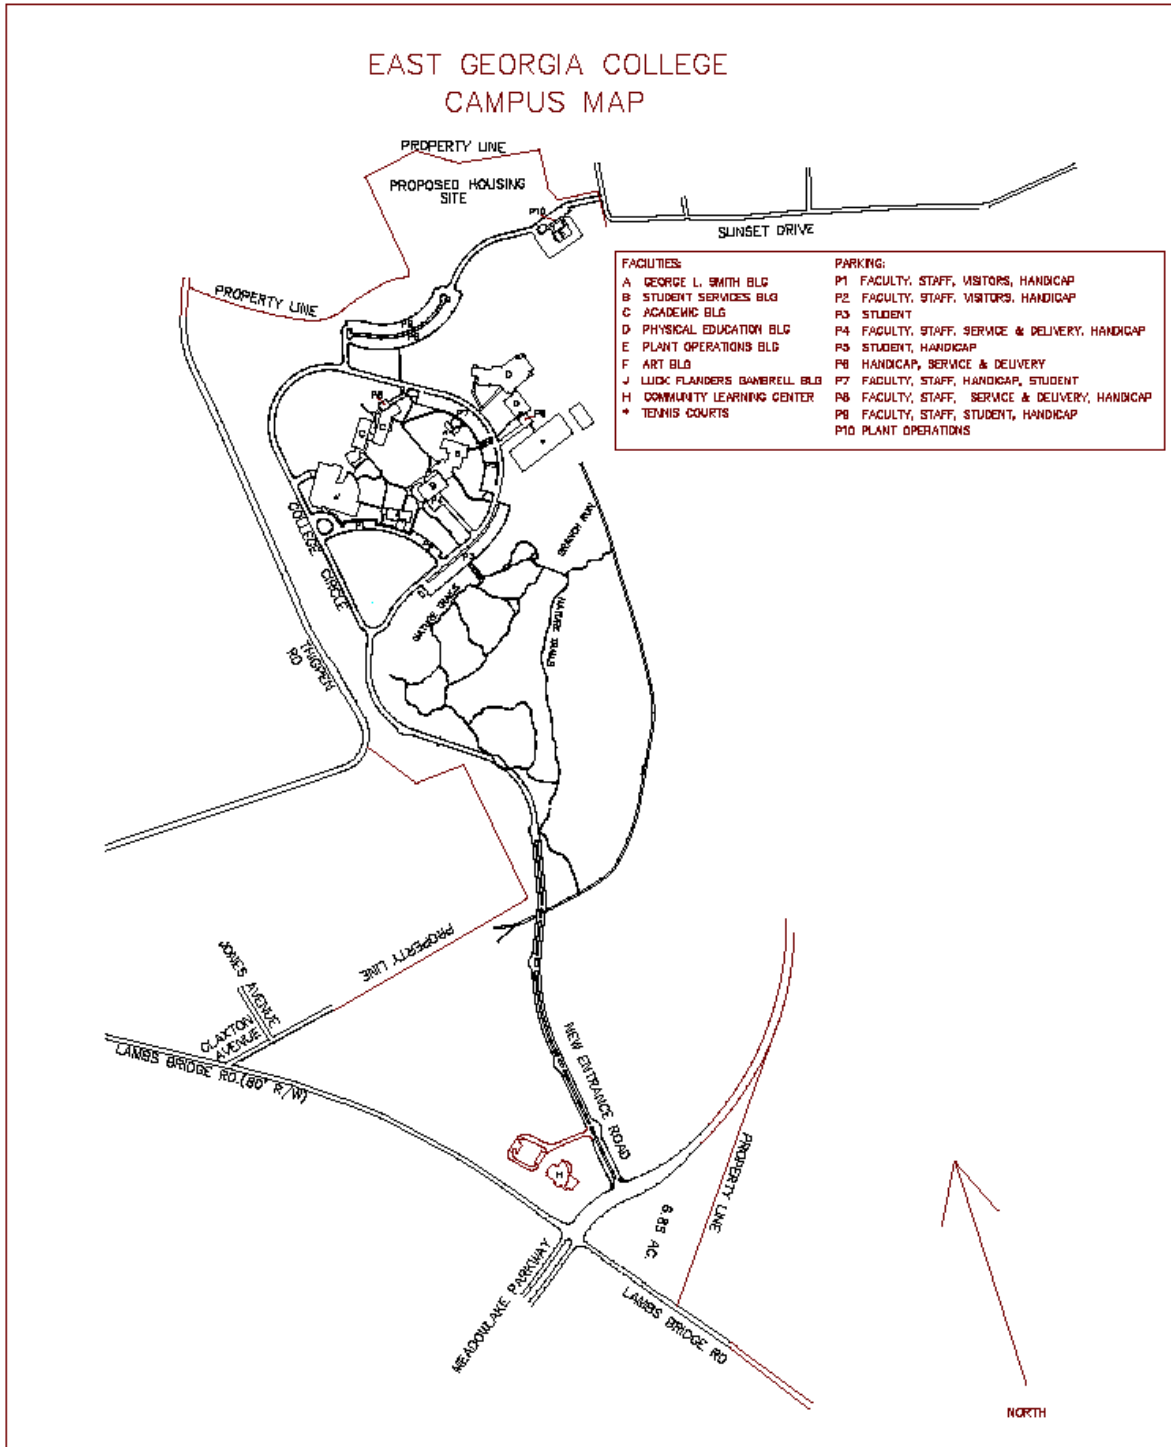 EAST GEORGIA COLLEGE
CAMPUS MAP
PROPERTY LINE
PROPOSED HOUSING
SITE
P10
E
SUNSET DRIVE
PROPERTY LINE
FACILITIES:
A GEORGE L. SMITH BLG
B STUDENT SERVICES BLG
C ACADEMIC BLG
D PHYSICAL EDUCATION BLG
E PLANT OPERATIONS BLG
F ART BLG
J LUCK FLANDERS GAMBRELL BLG
H COMMUNITY LEARNING CENTER
* TENNIS COURTS
PARKING:
P1 FACULTY, STAFF, VISITORS, HANDICAP
P2 FACULTY, STAFF, VISITORS, HANDICAP
P3 STUDENT
P4 FACULTY, STAFF, SERVICE & DELIVERY, HANDICAP
P5 STUDENT, HANDICAP
P6 HANDICAP, SERVICE & DELIVERY
P7 FACULTY, STAFF, HANDICAP, STUDENT
P8 FACULTY, STAFF, SERVICE & DELIVERY, HANDICAP
P9 FACULTY, STAFF, STUDENT, HANDICAP
P10 PLANT OPERATIONS
D
C
J
COLLEGE CIRCLE
P3
BRANCH RUN
NATURE TRAILS
NATURE TRAILS
THIGPEN
RD
PROPERTY LINE
JONES AVENUE
CLAXTON
AVENUE
LAMBS BRIDGE RD.(80' R/W)
NEW ENTRANCE ROAD
H
PROPERTY LINE
6.85 AC.
MEADOWLAKE PARKWAY
LAMBS BRIDGE RD
NORTH